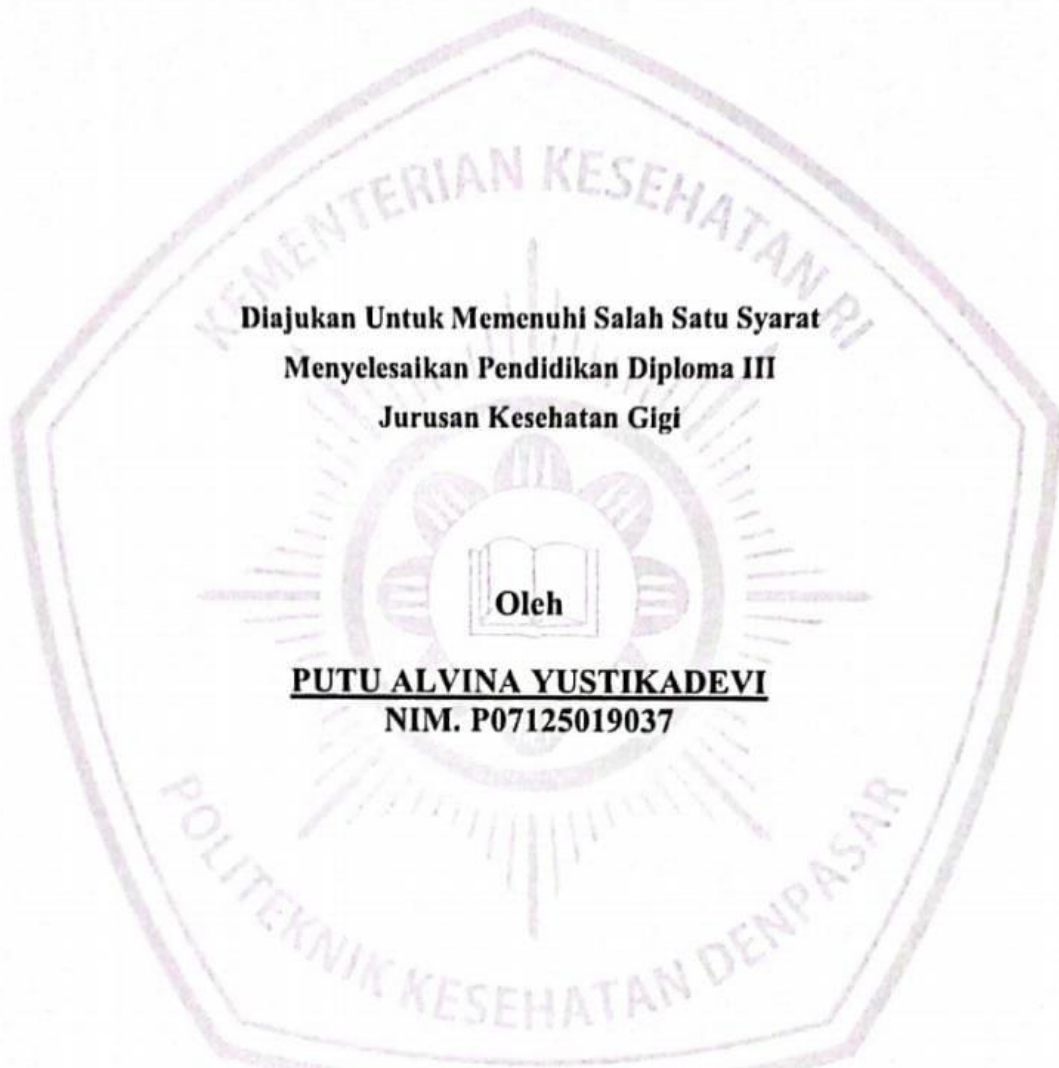 KEMENTERIAN KESEHATAN RI
Diajukan Untuk Memenuhi Salah Satu Syarat
Menyelesaikan Pendidikan Diploma III
Jurusan Kesehatan Gigi
Oleh
PUTU ALVINA YUSTIKADEVI
NIM. P07125019037
POLITEKNIK KESEHATAN DENPASAR